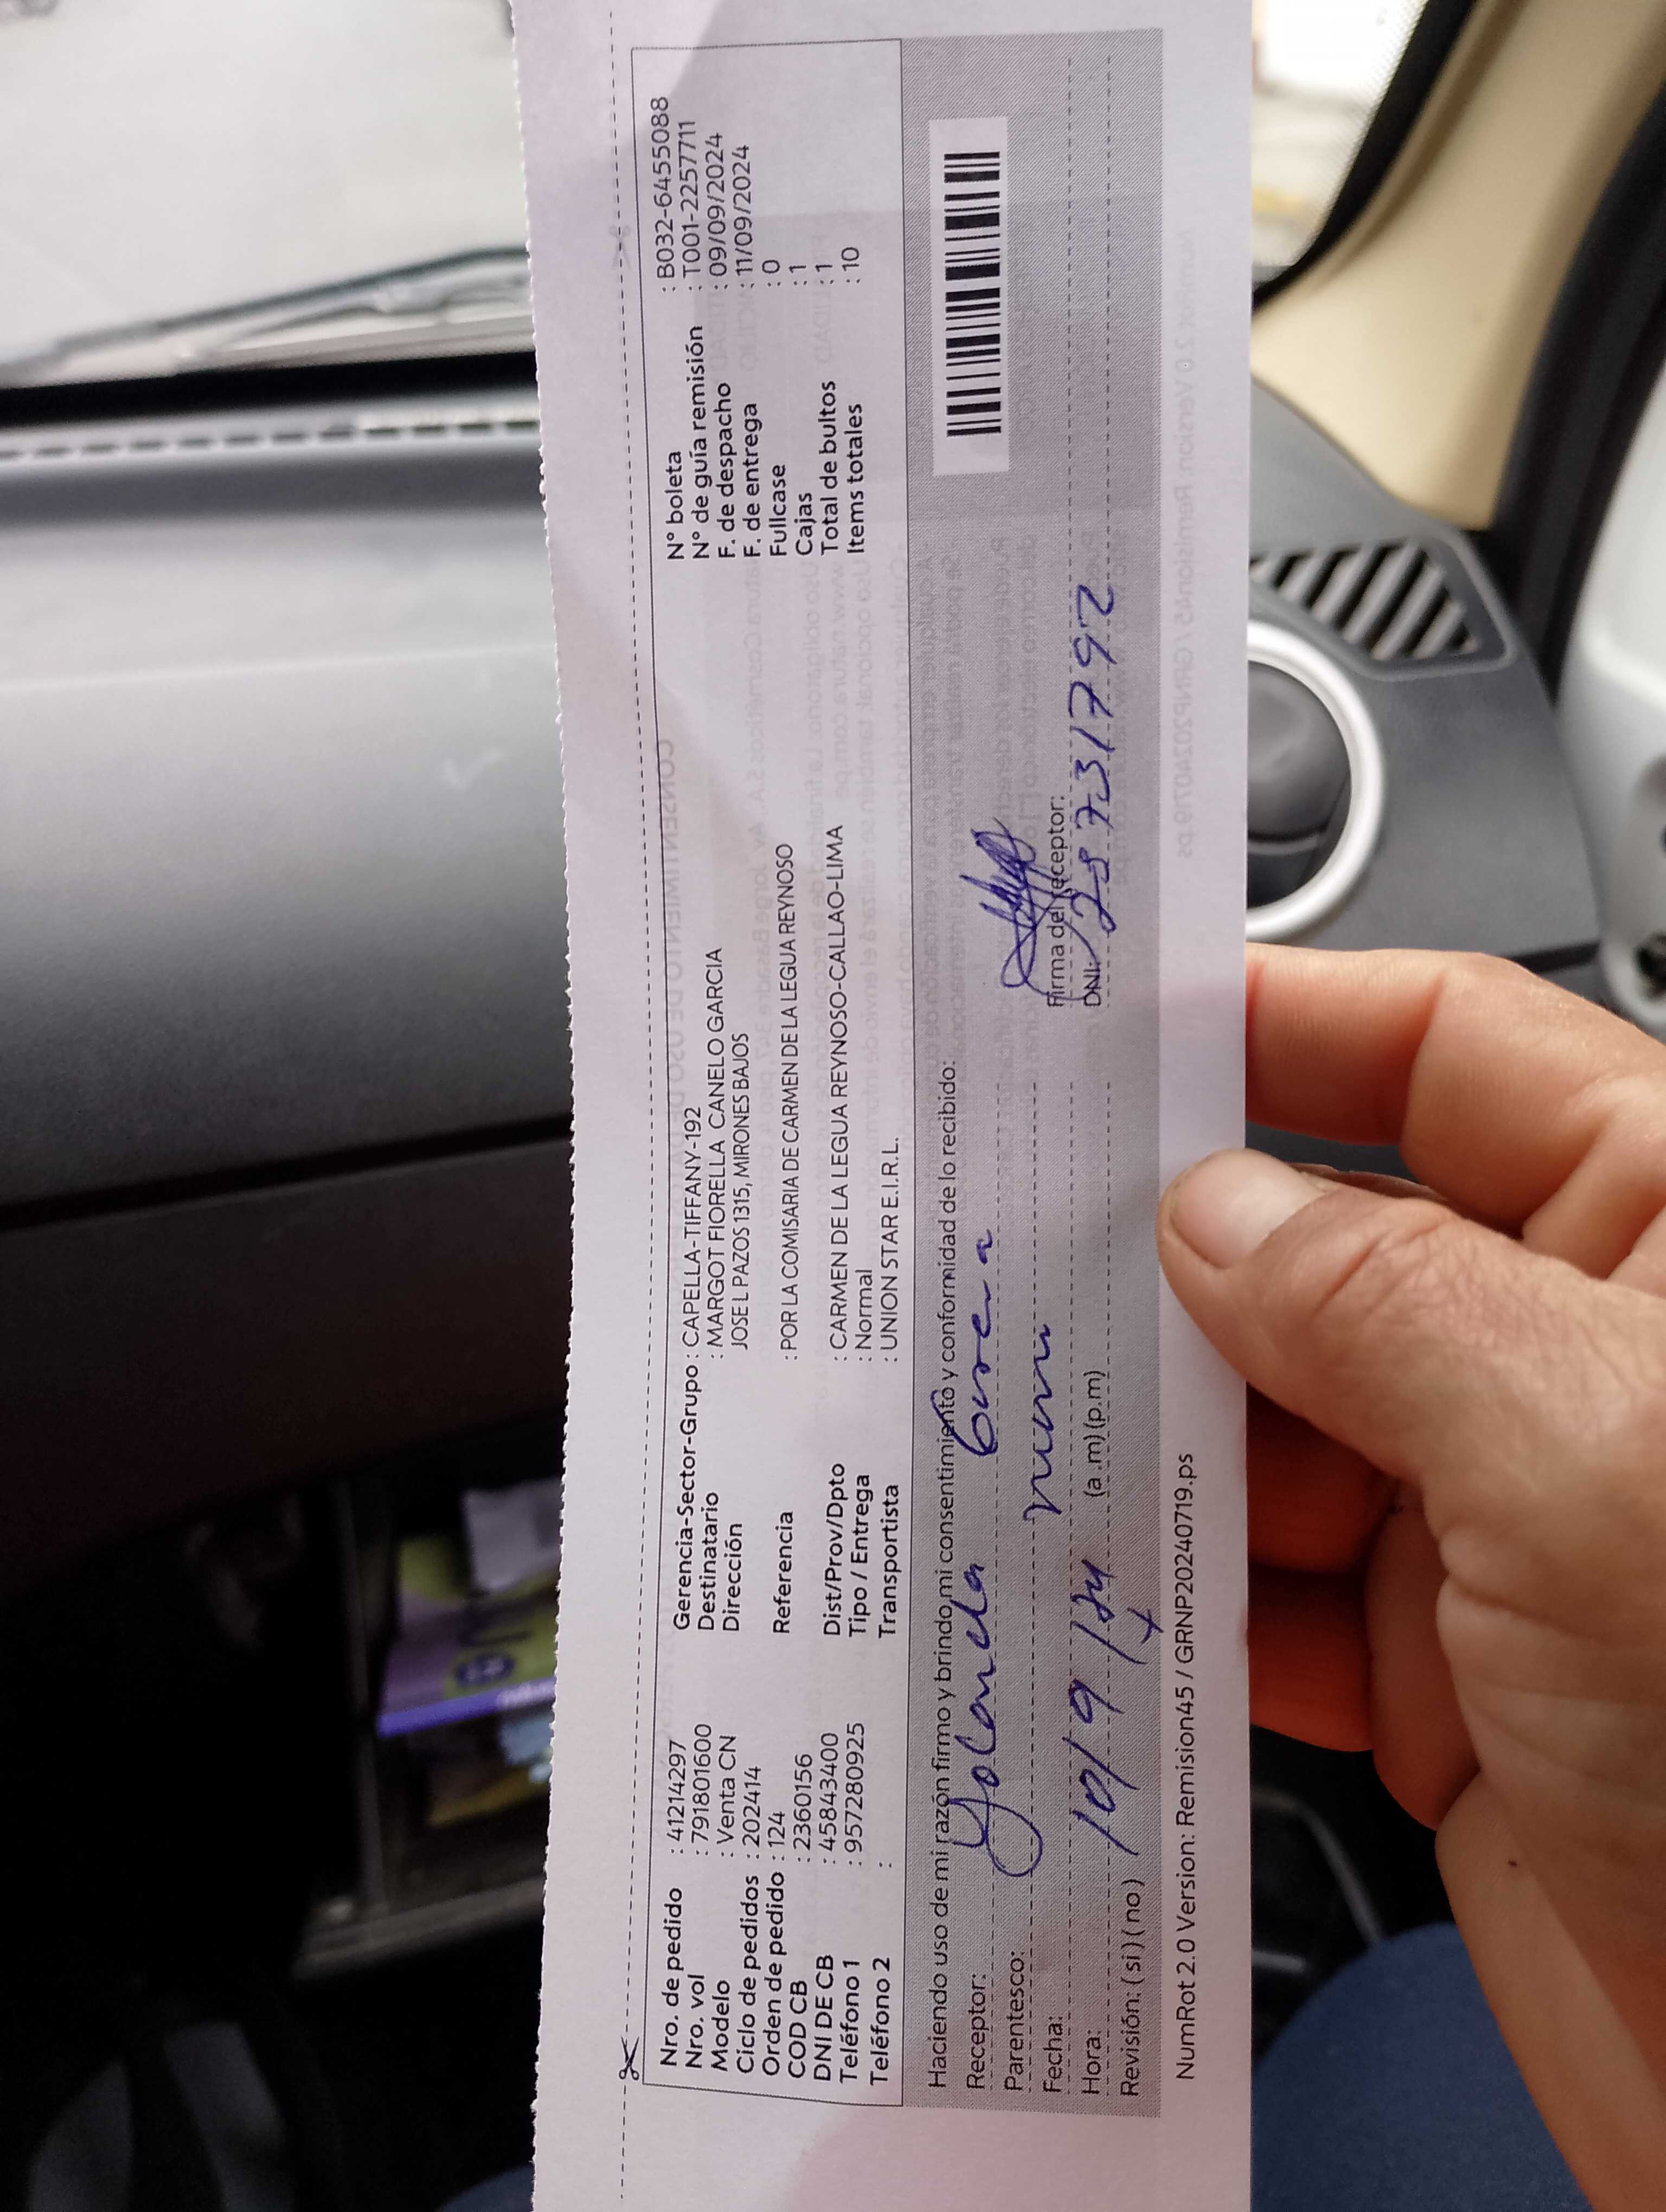 Nro. de pedido : 41214297
Nro. vol : 791801600
Modelo : Venta CN
Ciclo de pedidos : 202414
Orden de pedido : 124
COD CB : 2360156
DNI DE CB : 45843400
Teléfono 1 : 957280925
Teléfono 2 :
Gerencia-Sector-Grupo : CAPELLA-TIFFANY-192
Destinatario : MARGOT FIORELLA CANELO GARCIA
Dirección JOSE L PAZOS 1315, MIRONES BAJOS
Referencia : POR LA COMISARIA DE CARMEN DE LA LEGUA REYNOSO
Dist/Prov/Dpto : CARMEN DE LA LEGUA REYNOSO-CALLAO-LIMA
Tipo / Entrega : Normal
Transportista : UNION STAR E.I.R.L.
N° boleta : B032-6455088
N° de guía remisión : T001-2257711
F. de despacho : 09/09/2024
F. de entrega : 11/09/2024
Fullcase : 0
Cajas : 1
Total de bultos : 1
Items totales : 10
Haciendo uso de mi razón firmo y brindo mi consentimiento y conformidad de lo recibido:
Receptor: Yolanda
Parentesco:
Fecha: 10/9/24
Hora: (a .m) (p.m)
Revisión: ( si ) ( no )
Firma del receptor:
DNI: 25731792
NumRot 2.0 Version: Remision45 / GRNP20240719.ps